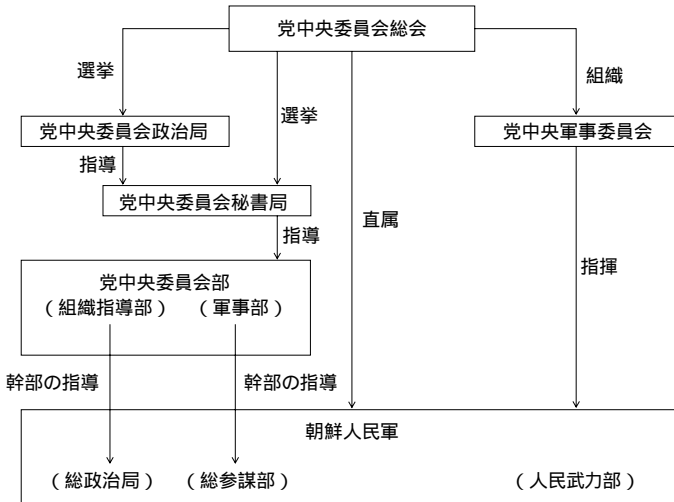 党中央委員会総会
選挙
組織
選挙
党中央委員会政治局
党中央軍事委員会
指導
党中央委員会秘書局
直属
指導
指揮
党中央委員会部
(組織指導部) (軍事部)
幹部の指導
幹部の指導
朝鮮人民軍
(総政治局) (総参謀部) (人民武力部)